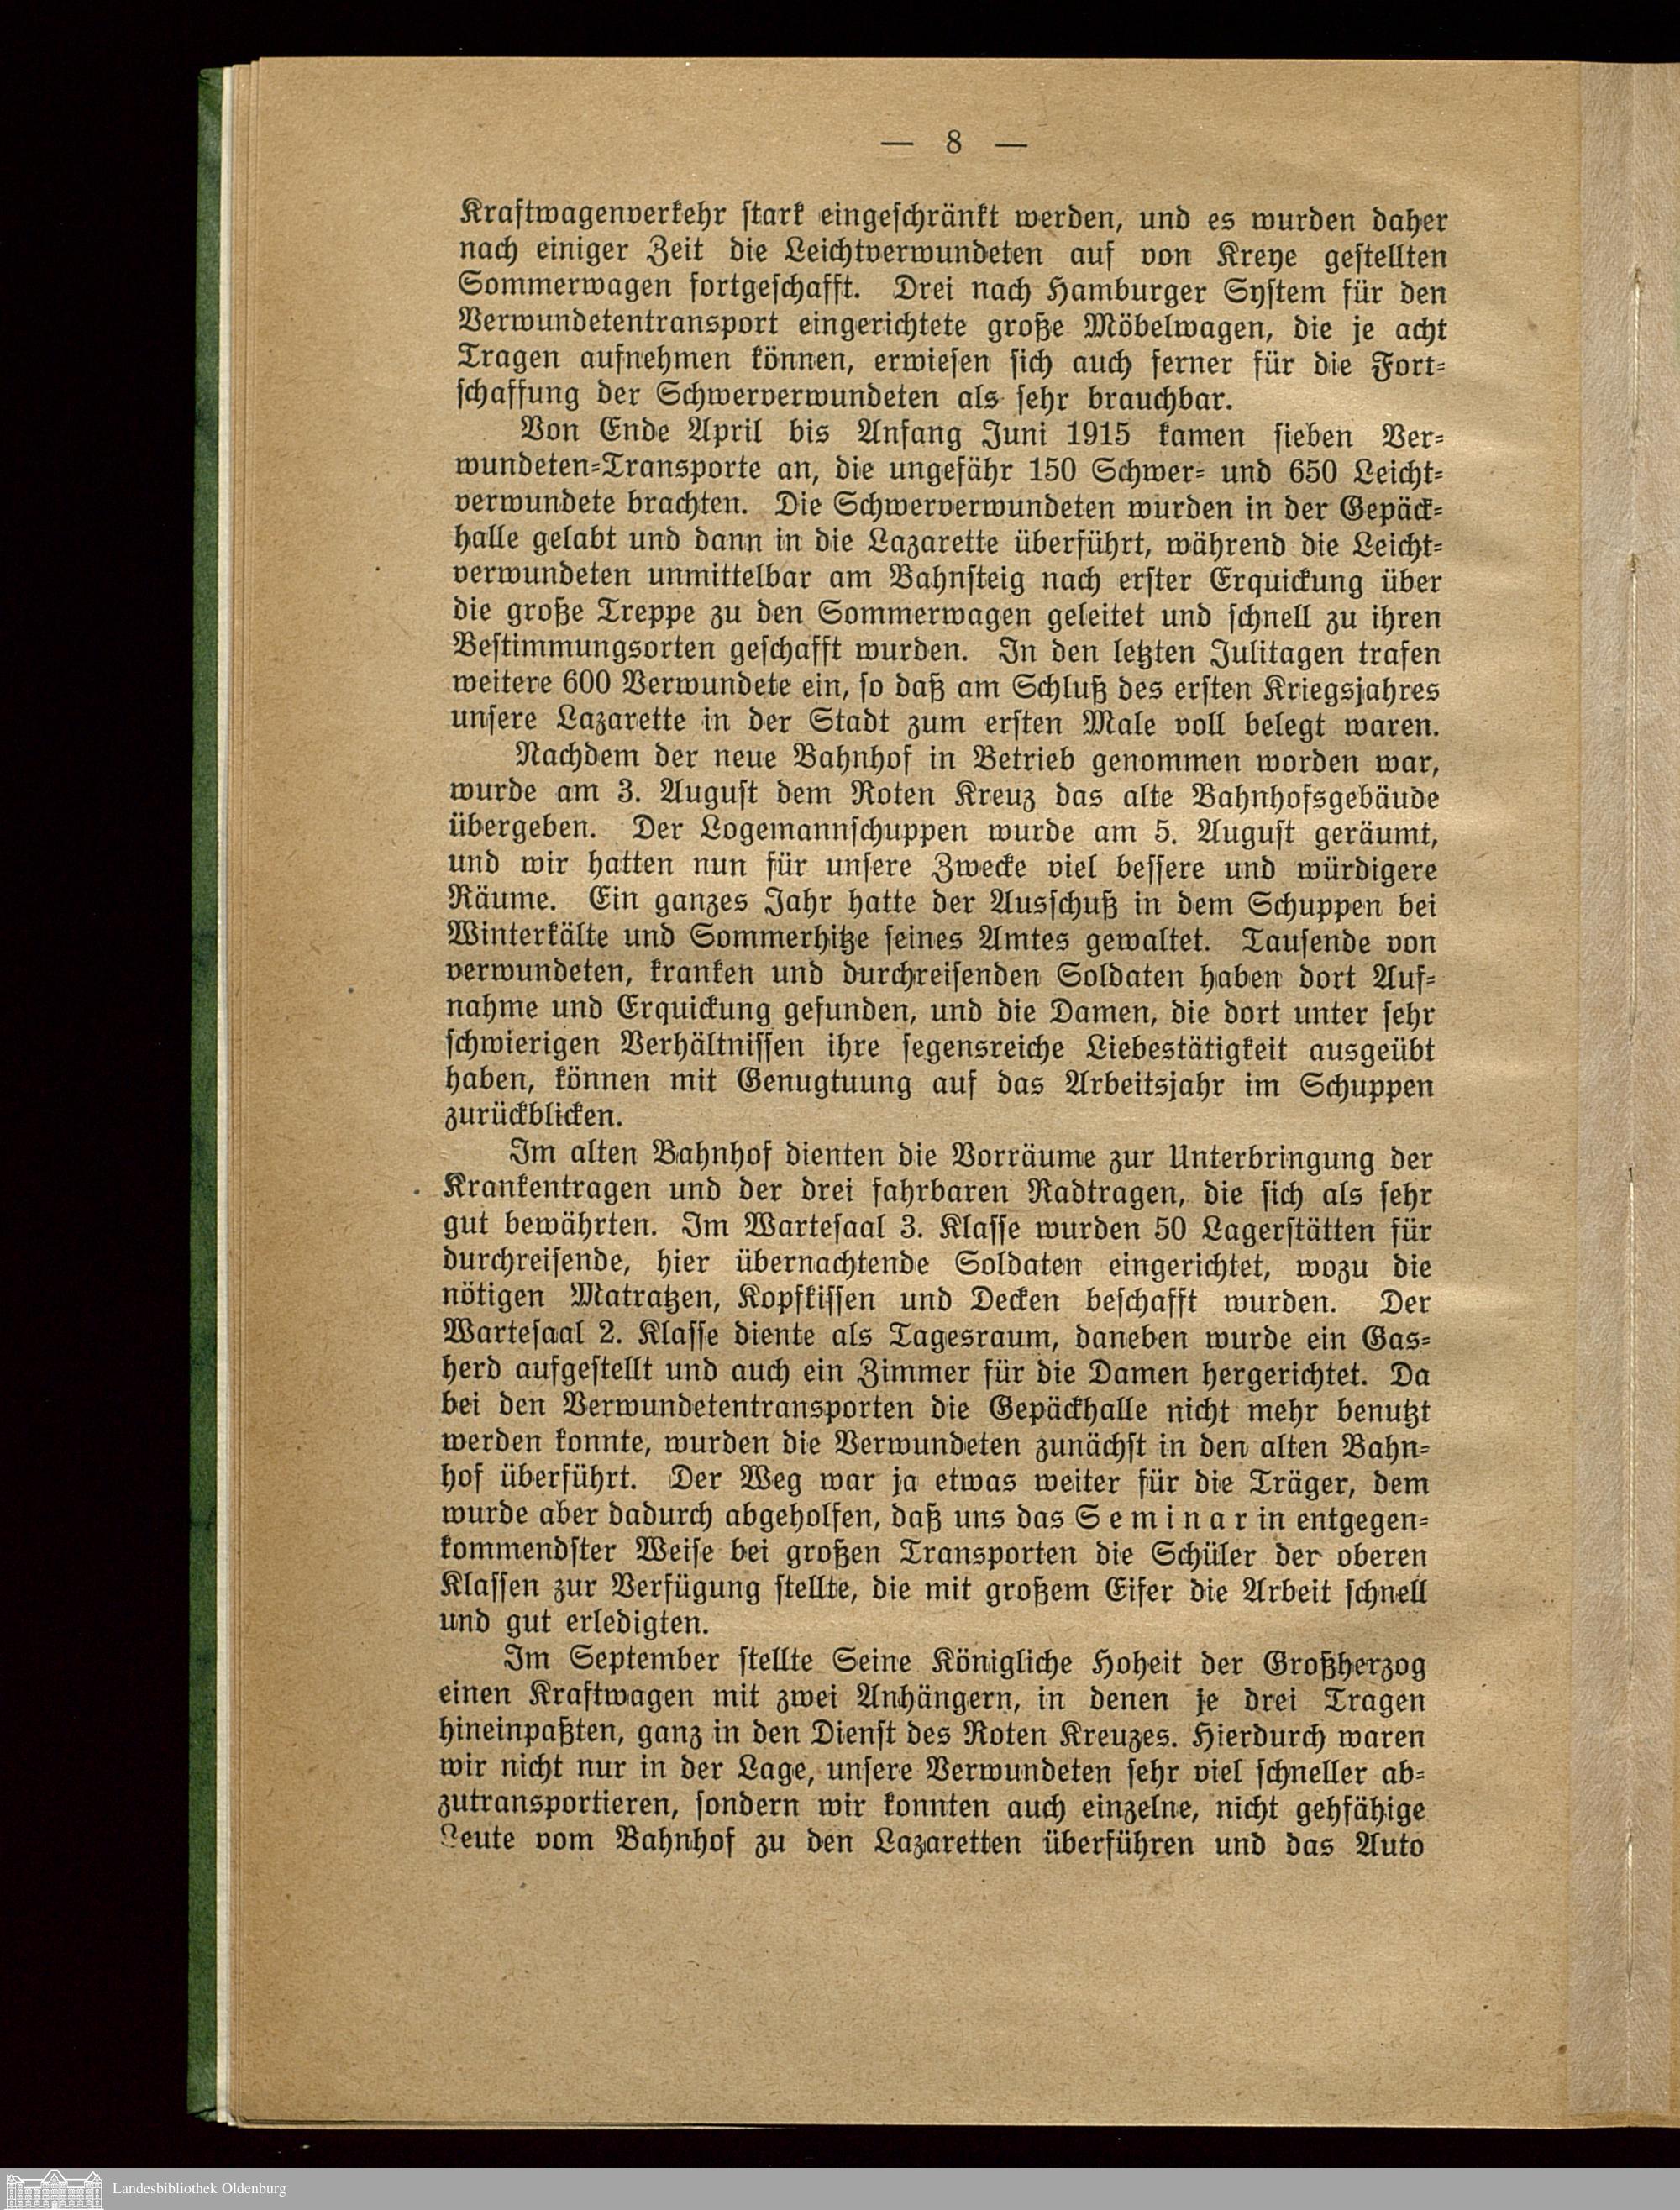 — 8 —
Kraftwagenverkehr stark eingeschränkt werden, und es wurden daher
nach einiger Zeit die Leichtverwundeten auf von Kreye gestellten
Sommerwagen fortgeschafft. Drei nach Hamburger System für den
Verwundetentransport eingerichtete große Möbelwagen, die je acht
Tragen aufnehmen können, erwiesen sich auch ferner für die Fort-
schaffung der Schwerverwundeten als sehr brauchbar.
Von Ende April bis Anfang Juni 1915 kamen sieben Ver-
wundeten-Transporte an, die ungefähr 150 Schwer- und 650 Leicht-
verwundete brachten. Die Schwerverwundeten wurden in der Gepäck-
halle gelabt und dann in die Lazarette überführt, während die Leicht-
verwundeten unmittelbar am Bahnsteig nach erster Erquickung über
die große Treppe zu den Sommerwagen geleitet und schnell zu ihren
Bestimmungsorten geschafft wurden. In den letzten Julitagen trafen
weitere 600 Verwundete ein, so daß am Schluß des ersten Kriegsjahres
unsere Lazarette in der Stadt zum ersten Male voll belegt waren.
Nachdem der neue Bahnhof in Betrieb genommen worden war,
wurde am 3. August dem Roten Kreuz das alte Bahnhofsgebäude
übergeben. Der Logemannschuppen wurde am 5. August geräumt,
und wir hatten nun für unsere Zwecke viel bessere und würdigere
Räume. Ein ganzes Jahr hatte der Ausschuß in dem Schuppen bei
Winterkälte und Sommerhitze seines Amtes gewaltet. Tausende von
verwundeten, kranken und durchreisenden Soldaten haben dort Auf-
nahme und Erquickung gefunden, und die Damen, die dort unter sehr
schwierigen Verhältnissen ihre segensreiche Liebestätigkeit ausgeübt
haben, können mit Genugtuung auf das Arbeitsjahr im Schuppen
zurückblicken.
Im alten Bahnhof dienten die Vorräume zur Unterbringung der
Krankentragen und der drei fahrbaren Radtragen, die sich als sehr
gut bewährten. Im Wartesaal 3. Klasse wurden 50 Lagerstätten für
durchreisende, hier übernachtende Soldaten eingerichtet, wozu die
nötigen Matratzen, Kopfkissen und Decken beschafft wurden. Der
Wartesaal 2. Klasse diente als Tagesraum, daneben wurde ein Gas-
herd aufgestellt und auch ein Zimmer für die Damen hergerichtet. Da
bei den Verwundetentransporten die Gepäckhalle nicht mehr benutzt
werden konnte, wurden die Verwundeten zunächst in den alten Bahn-
hof überführt. Der Weg war ja etwas weiter für die Träger, dem
wurde aber dadurch abgeholfen, daß uns das Seminar in entgegen-
kommendster Weise bei großen Transporten die Schüler der oberen
Klassen zur Verfügung stellte, die mit großem Eifer die Arbeit schnell
und gut erledigten.
Im September stellte Seine Königliche Hoheit der Großherzog
einen Kraftwagen mit zwei Anhängern, in denen je drei Tragen
hineinpaßten, ganz in den Dienst des Roten Kreuzes. Hierdurch waren
wir nicht nur in der Lage, unsere Verwundeten sehr viel schneller ab-
zutransportieren, sondern wir konnten auch einzelne, nicht gehfähige
Leute vom Bahnhof zu den Lazaretten überführen und das Auto
Landesbibliothek Oldenburg